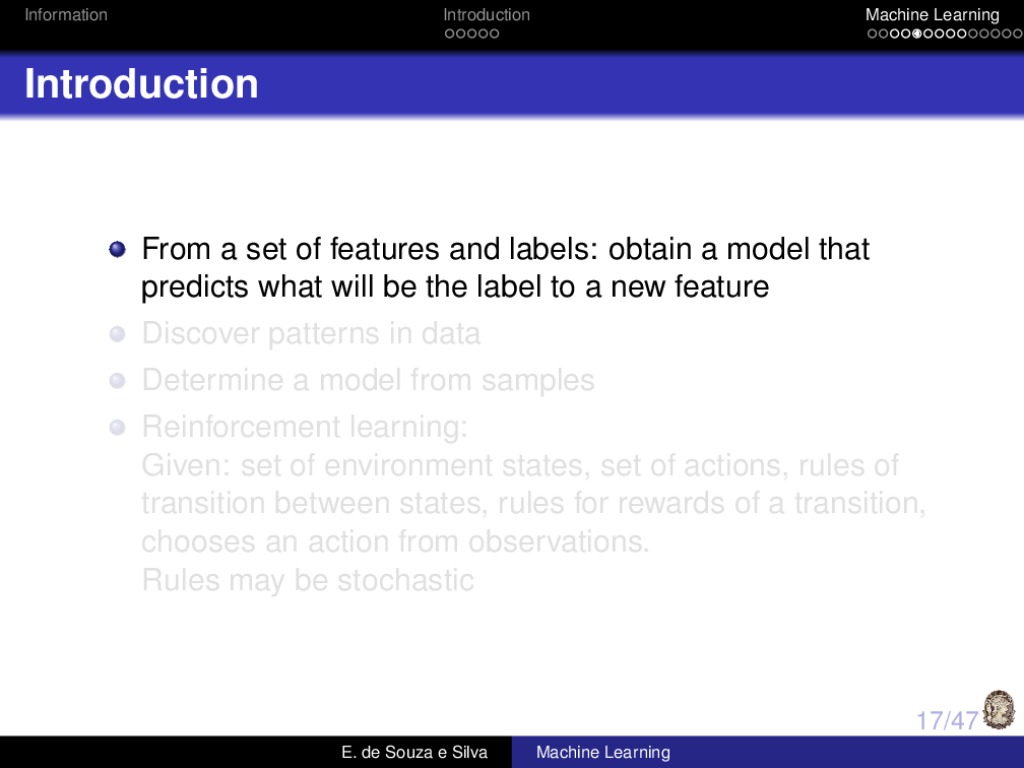 Information
Introduction
Machine Learning
Introduction
From a set of features and labels: obtain a model that
predicts what will be the label to a new feature
Discover patterns in data
Determine a model from samples
Reinforcement learning:
Given: set of environment states, set of actions, rules of
transition between states, rules for rewards of a transition,
chooses an action from observations.
Rules may be stochastic
17/47
E. de Souza e Silva
Machine Learning